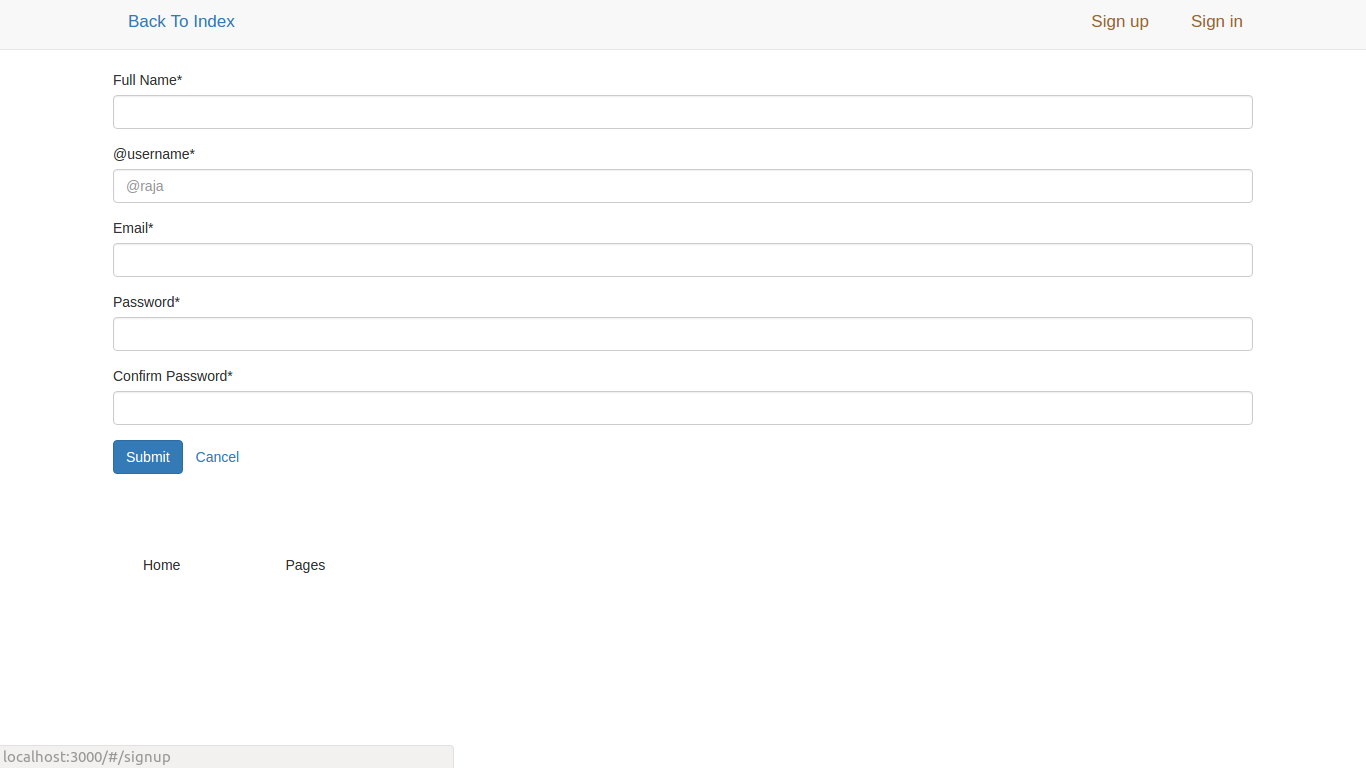 Back To Index Sign up Sign in
Full Name*
@username*
@raja
Email*
Password*
Confirm Password*
Submit Cancel
Home Pages
localhost:3000/#/signup